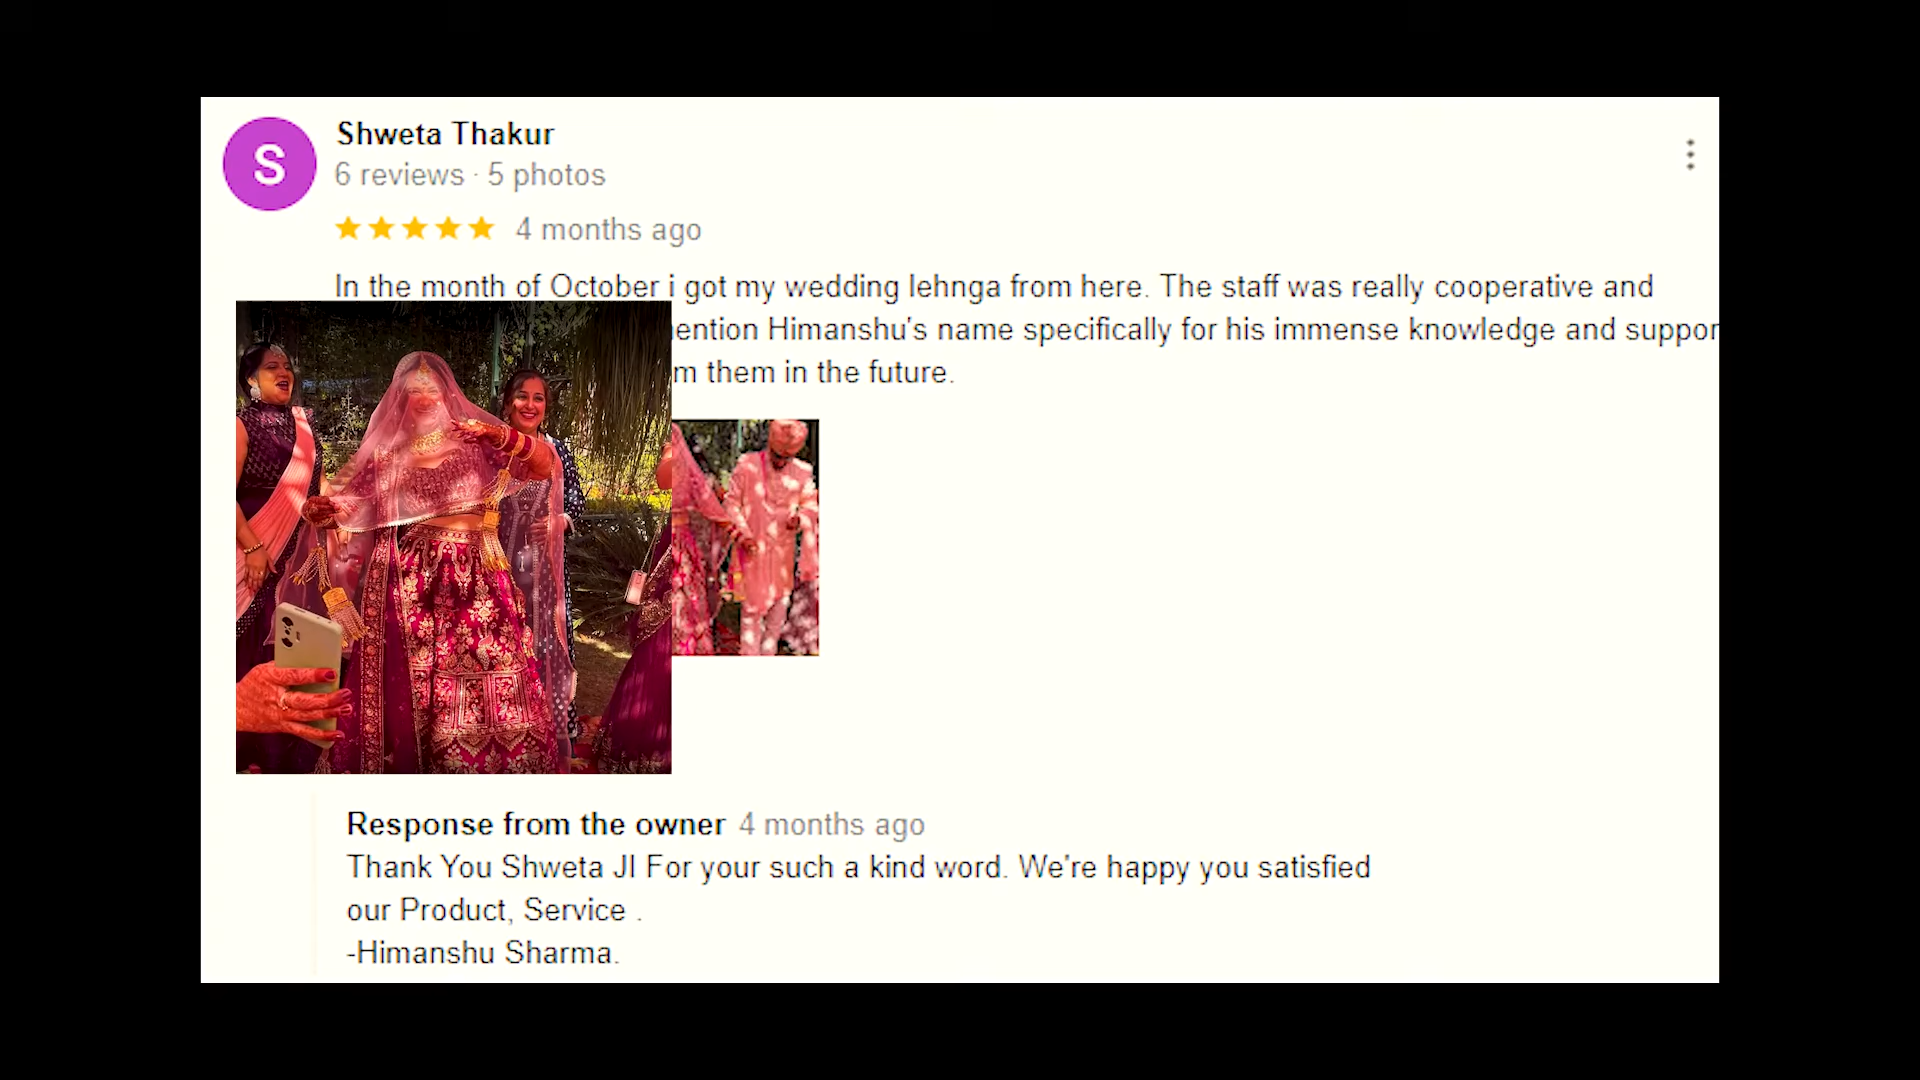 S
Shweta Thakur
6 reviews · 5 photos
4 months ago
In the month of October i got my wedding lehnga from here. The staff was really cooperative and
Himanshu's name specifically for his immense knowledge and
them in the future.
Response from the owner 4 months ago
Thank You Shweta JI For your such a kind word. We're happy you satisfied
our Product, Service .
-Himanshu Sharma.